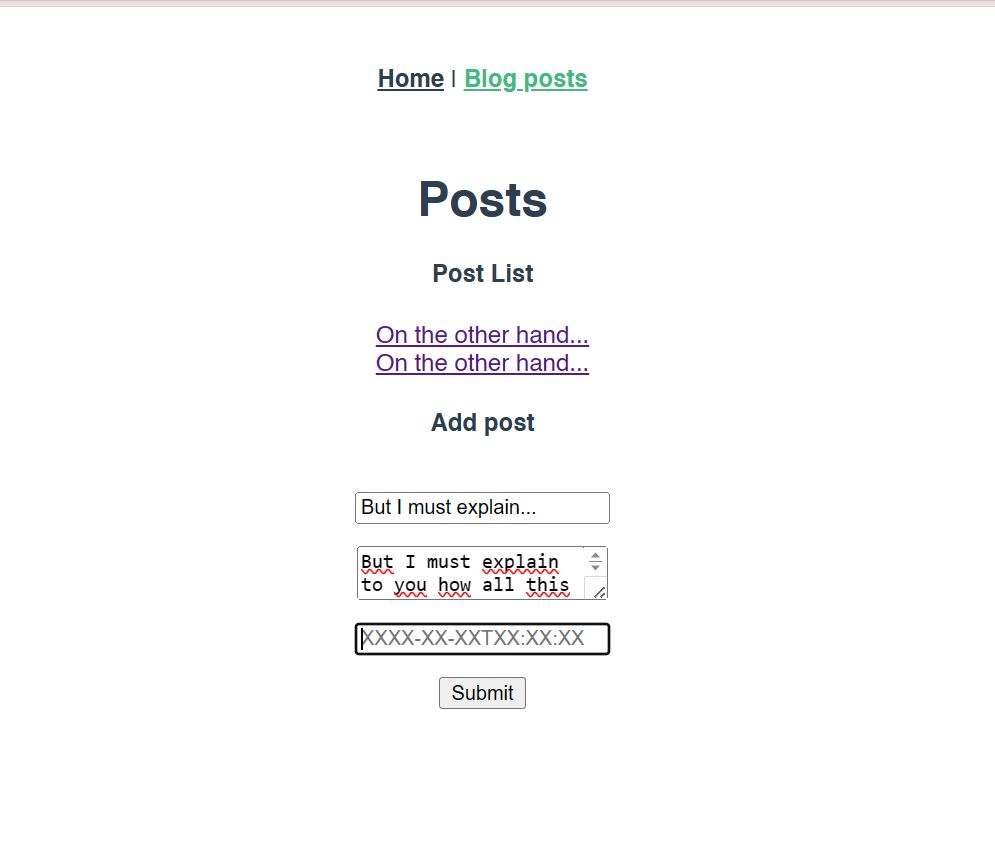 Home | Blog posts
Posts
Post List
On the other hand...
On the other hand...
Add post
But I must explain...
But I must explain
to you how all this
XXXX-XX-XXTXX:XX:XX
Submit